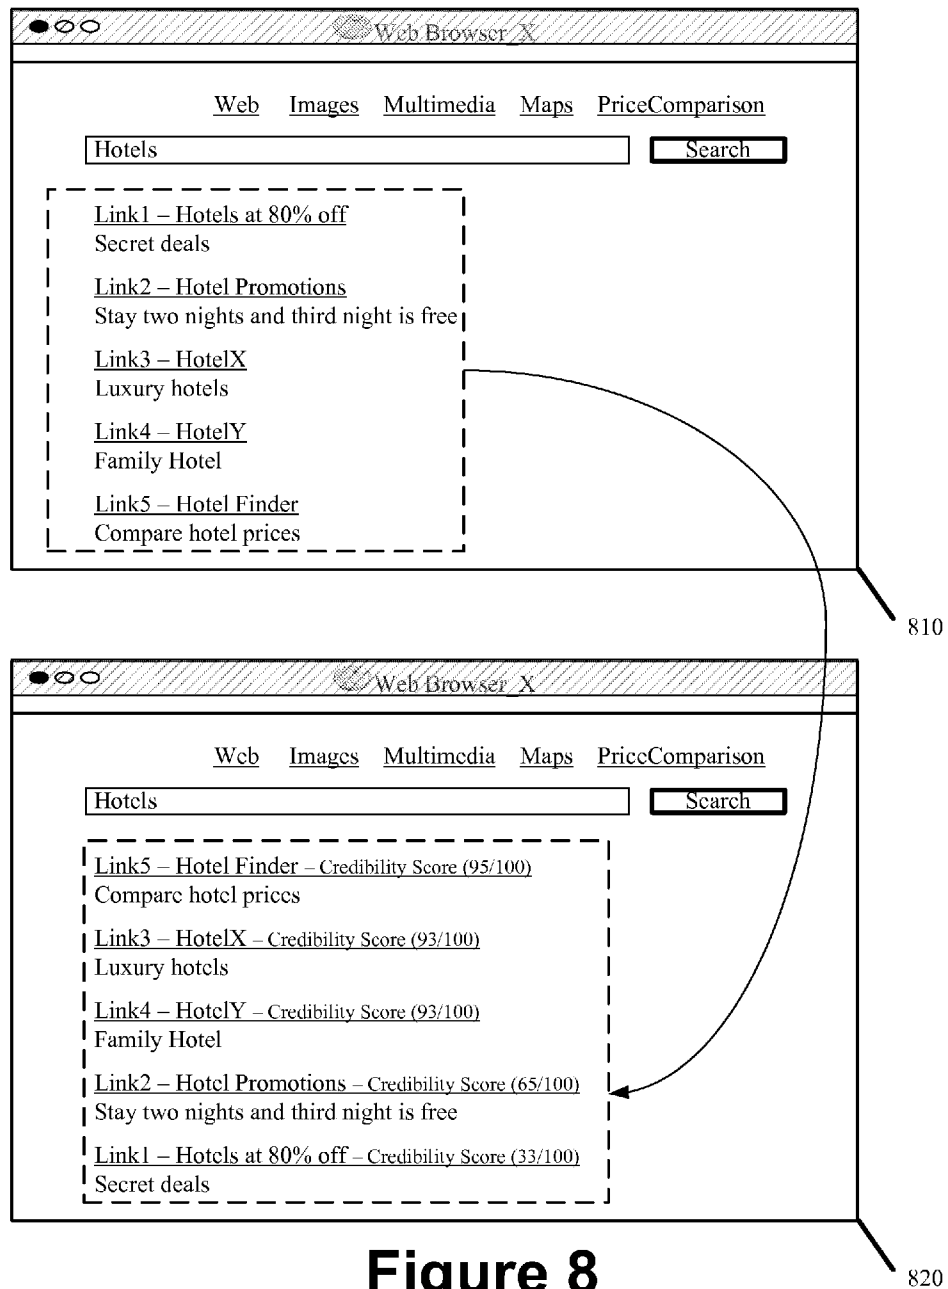 Web Browser_X
Web Images Multimedia Maps PriceComparison
Hotels Search
Link1 – Hotels at 80% off
Secret deals
Link2 – Hotel Promotions
Stay two nights and third night is free
Link3 – HotelX
Luxury hotels
Link4 – HotelY
Family Hotel
Link5 – Hotel Finder
Compare hotel prices
810
Web Browser_X
Web Images Multimedia Maps PriceComparison
Hotels Search
Link5 – Hotel Finder – Credibility Score (95/100)
Compare hotel prices
Link3 – HotelX – Credibility Score (93/100)
Luxury hotels
Link4 – HotelY – Credibility Score (93/100)
Family Hotel
Link2 – Hotel Promotions – Credibility Score (65/100)
Stay two nights and third night is free
Link1 – Hotels at 80% off – Credibility Score (33/100)
Secret deals
820
Figure 8